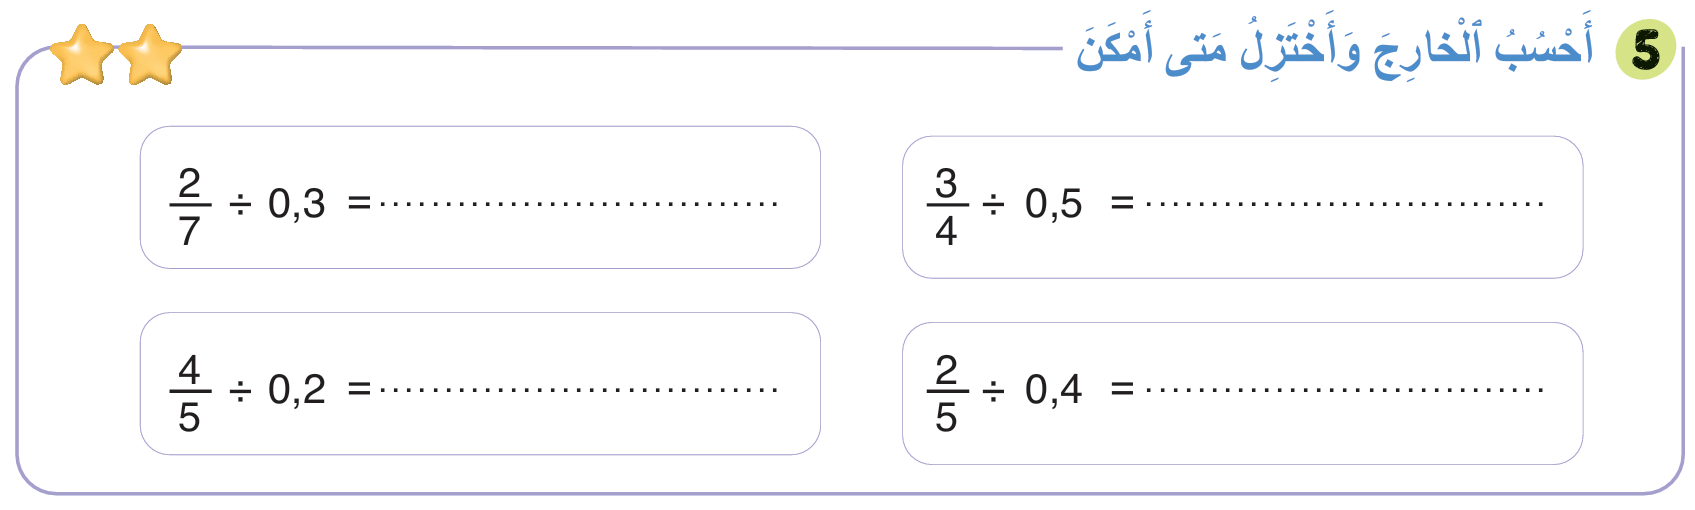 5 أَحْسُبُ ٱلْخارِجَ وَأَخْتَزِلُ مَتى أَمْكَنَ
2/7 ÷ 0,3 = ..............................
3/4 ÷ 0,5 = ..............................
4/5 ÷ 0,2 = ..............................
2/5 ÷ 0,4 = ..............................